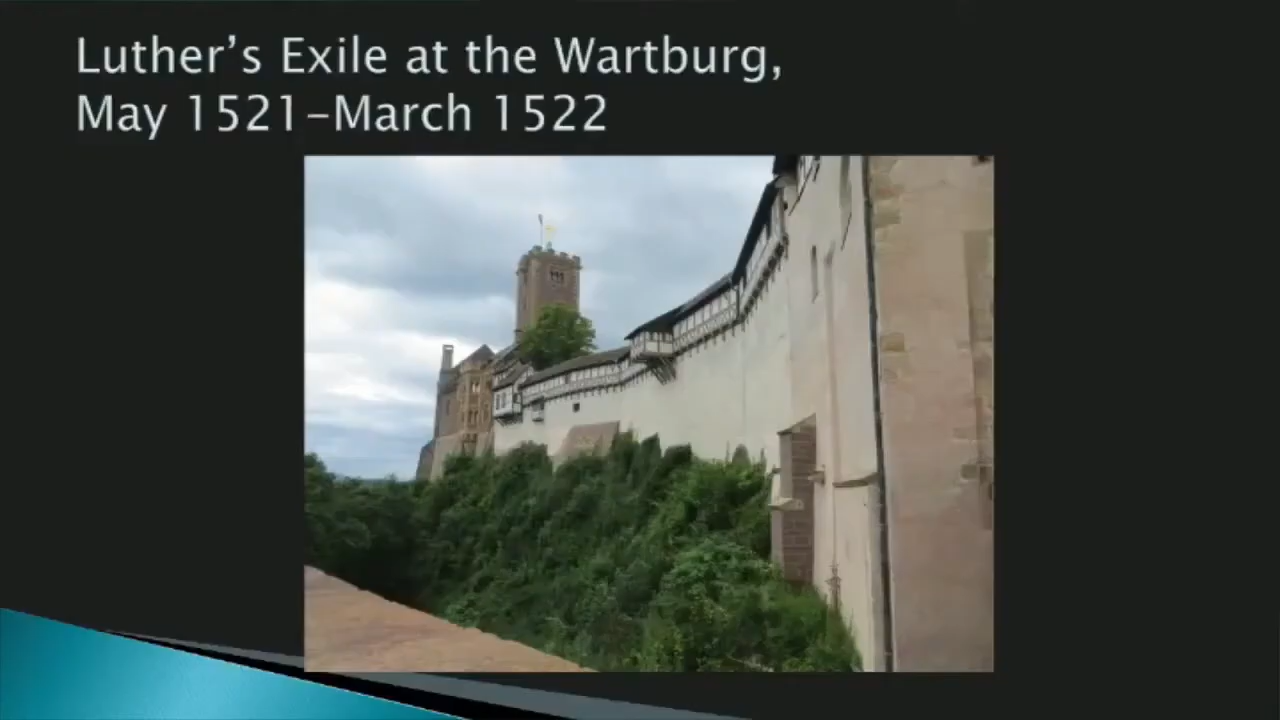 Luther’s Exile at the Wartburg,
May 1521–March 1522